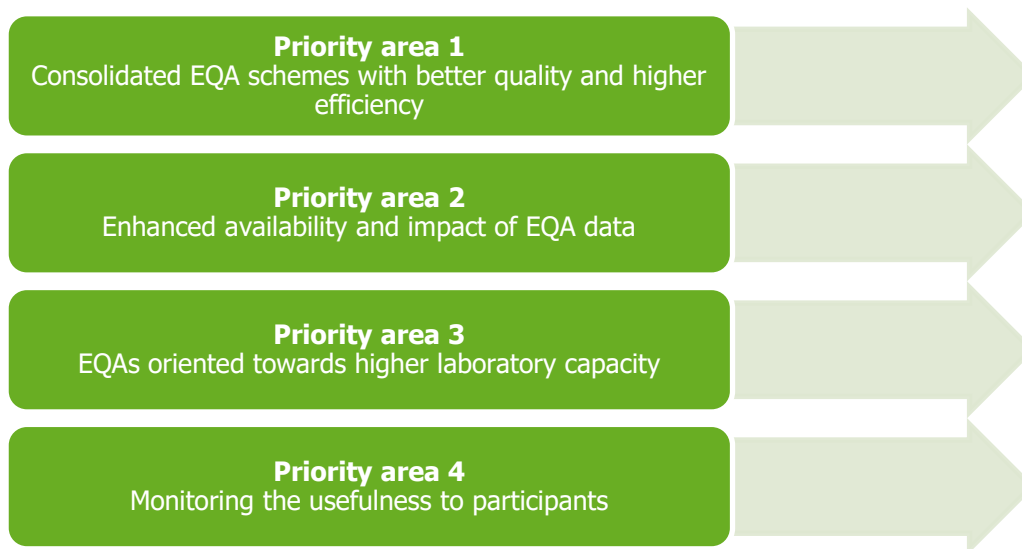 Priority area 1
Consolidated EQA schemes with better quality and higher
efficiency
Priority area 2
Enhanced availability and impact of EQA data
Priority area 3
EQAs oriented towards higher laboratory capacity
Priority area 4
Monitoring the usefulness to participants